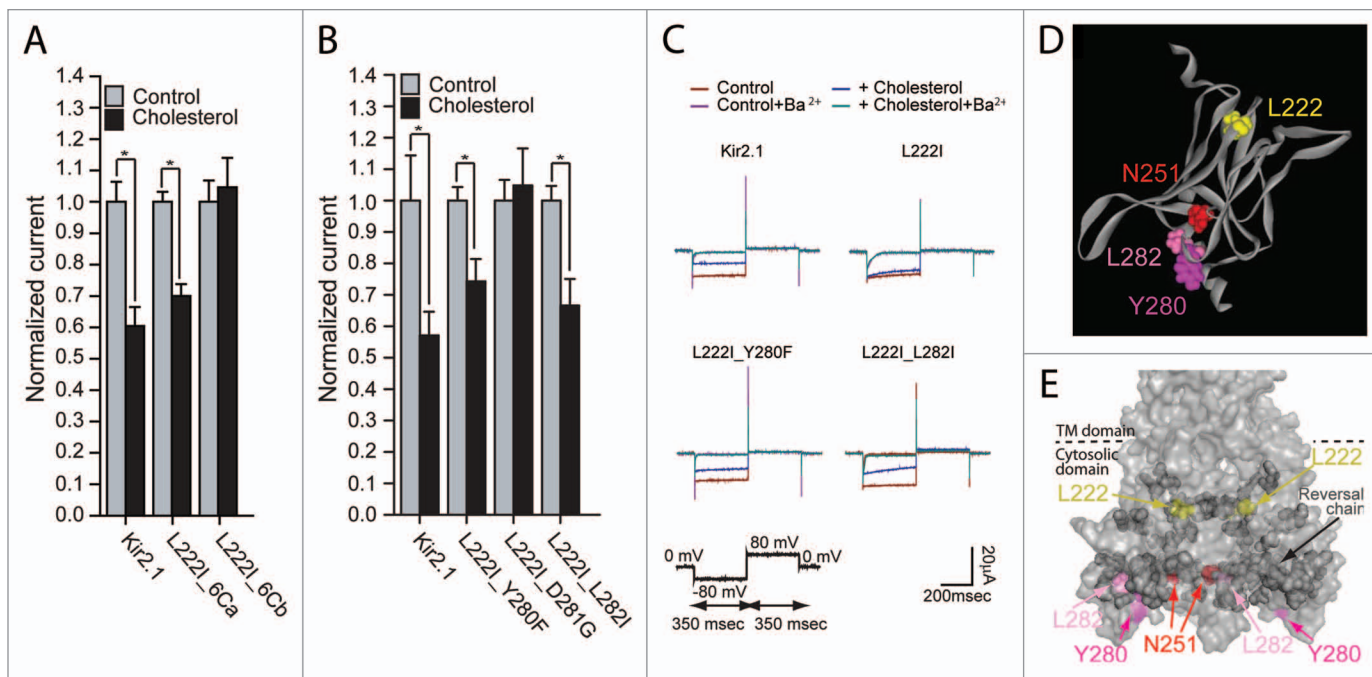 A
Normalized current
1.4
1.3
1.2
1.1
1.0
0.9
0.8
0.7
0.6
0.5
0.4
0.3
0.2
0.1
0.0
Control
Cholesterol
*
*
Kir2.1
L222I_6Ca
L222I_6Cb
B
Normalized current
1.4
1.3
1.2
1.1
1.0
0.9
0.8
0.7
0.6
0.5
0.4
0.3
0.2
0.1
0.0
Control
Cholesterol
*
*
*
Kir2.1
L222I_Y280F
L222I_D281G
L222I_L282I
C
Control + Cholesterol
Control+Ba2+ + Cholesterol+Ba2+
Kir2.1 L222I
L222I_Y280F L222I_L282I
0 mV 80 mV 0 mV
-80 mV
350 msec 350 msec
20µA
200msec
D
L222
N251
L282
Y280
E
TM domain
Cytosolic
domain
L222
L222
Reversal
chain
L282
N251
L282
Y280
Y280